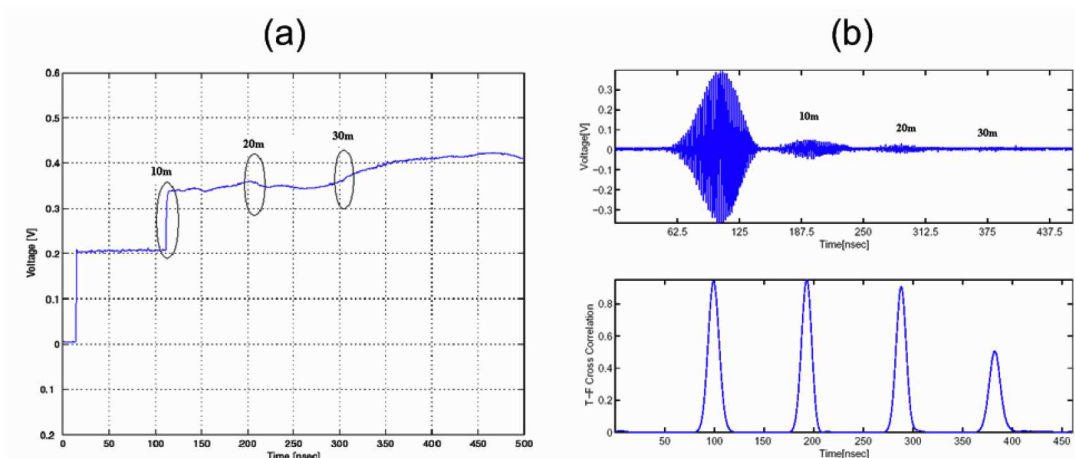 (a)
0.6
0.5
0.4
0.3
0.2
0.1
0
0.1
0.2
Voltage [V]
10m
20m
30m
0 50 100 150 200 250 300 350 400 450 500
Time [nsec]
(b)
0.3
0.2
0.1
0
-0.1
-0.2
-0.3
Voltage[V]
10m
20m
30m
62.5 125 187.5 250 312.5 375 437.5
Time[nsec]
0.8
0.6
0.4
0.2
0
T-F Cross Correlation
50 100 150 200 250 300 350 400 450
Time[nsec]